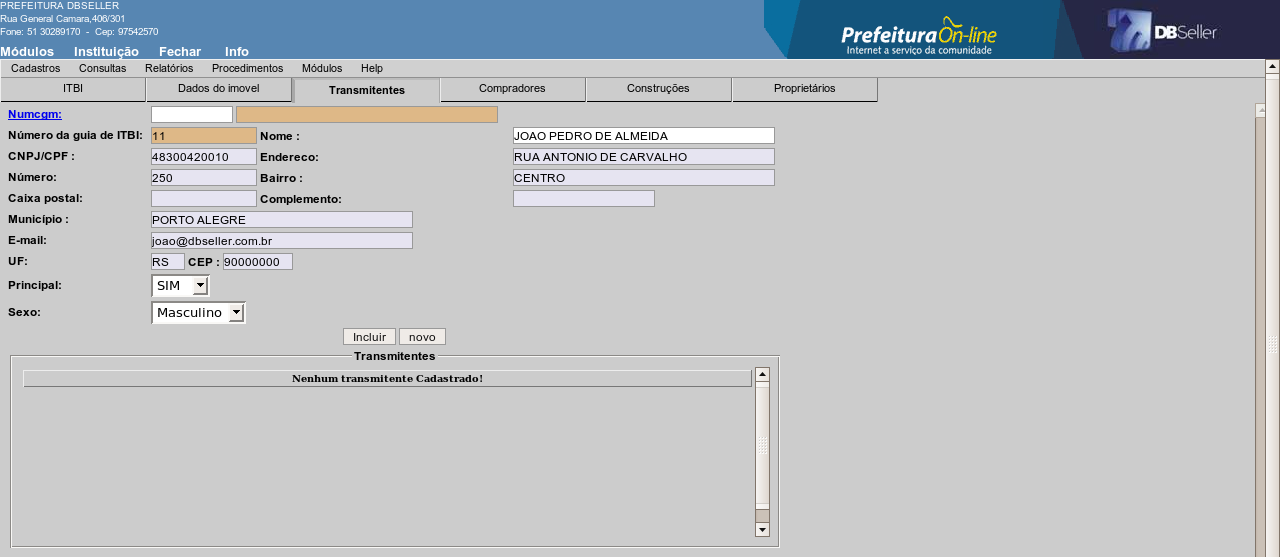 PREFEITURA DBSELLER
Rua General Camara,406/301
Fone: 51 30289170 - Cep: 97542570
Prefeitura On-line
Internet a serviço da comunidade
DBSeller
Módulos Instituição Fechar Info
Cadastros Consultas Relatórios Procedimentos Módulos Help
ITBI Dados do imovel Transmitentes Compradores Construções Proprietários
Numcgm:
Número da guia de ITBI: 11 Nome : JOAO PEDRO DE ALMEIDA
CNPJ/CPF : 48300420010 Endereco: RUA ANTONIO DE CARVALHO
Número: 250 Bairro : CENTRO
Caixa postal: Complemento:
Município : PORTO ALEGRE
E-mail: joao@dbseller.com.br
UF: RS CEP : 90000000
Principal: SIM
Sexo: Masculino
Incluir novo
Transmitentes
Nenhum transmitente Cadastrado!